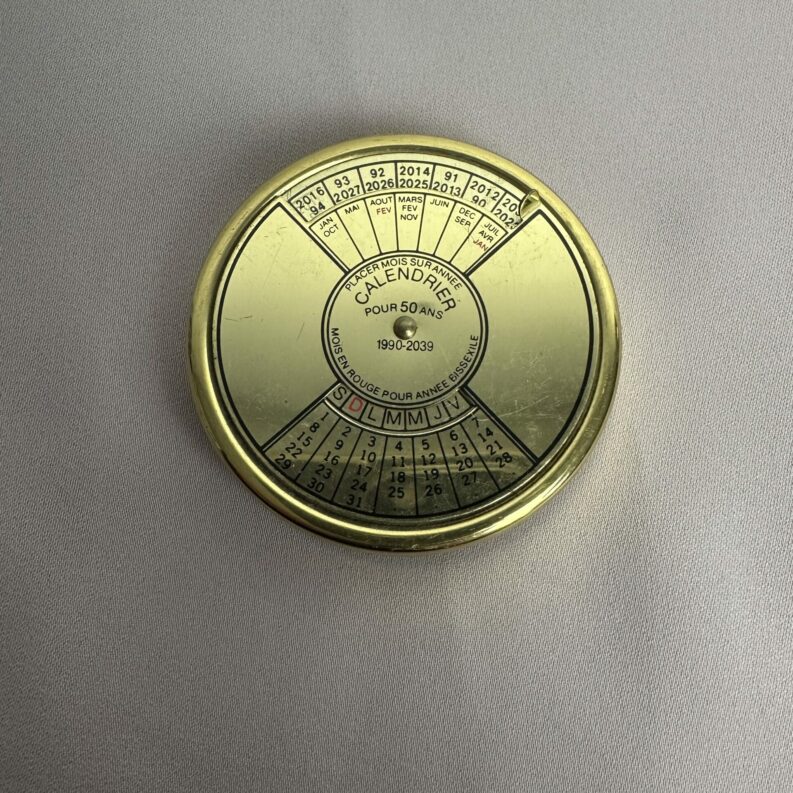 2016 93 92 2014 91 2012
94 2027 2026 2025 2013 90
JAN MAI AOUT MARS JUIN DEC JUIL
OCT FEV FEV SEP AVR
NOV JAN
PLACER MOIS SUR ANNEE
CALENDRIER
POUR 50 ANS
1990-2039
MOIS EN ROUGE POUR ANNEE BISSEXILE
S D L M M J V
1 2 3 4 5 6 7
8 9 10 11 12 13 14
15 16 17 18 19 20 21
22 23 24 25 26 27 28
29 30 31